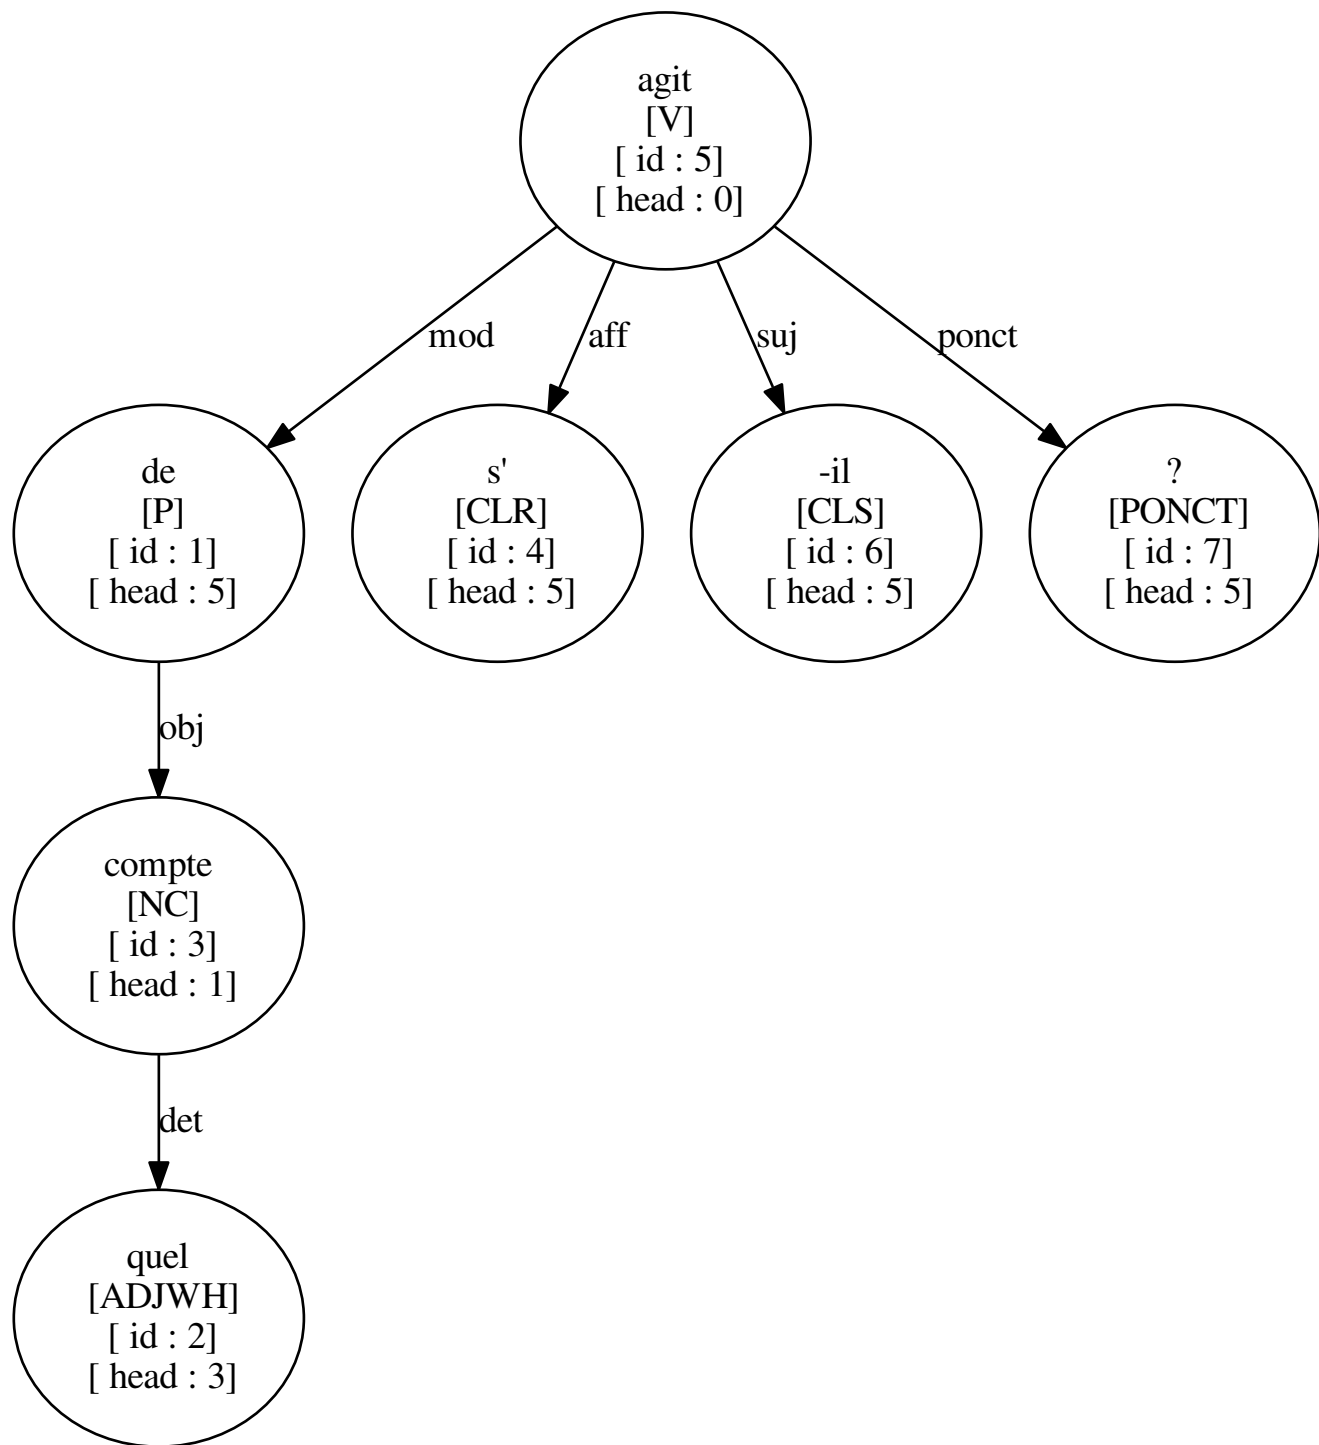 agit
[V]
[ id : 5]
[ head : 0]
mod
aff
suj
ponct
de
[P]
[ id : 1]
[ head : 5]
s'
[CLR]
[ id : 4]
[ head : 5]
-il
[CLS]
[ id : 6]
[ head : 5]
?
[PONCT]
[ id : 7]
[ head : 5]
obj
compte
[NC]
[ id : 3]
[ head : 1]
det
quel
[ADJWH]
[ id : 2]
[ head : 3]